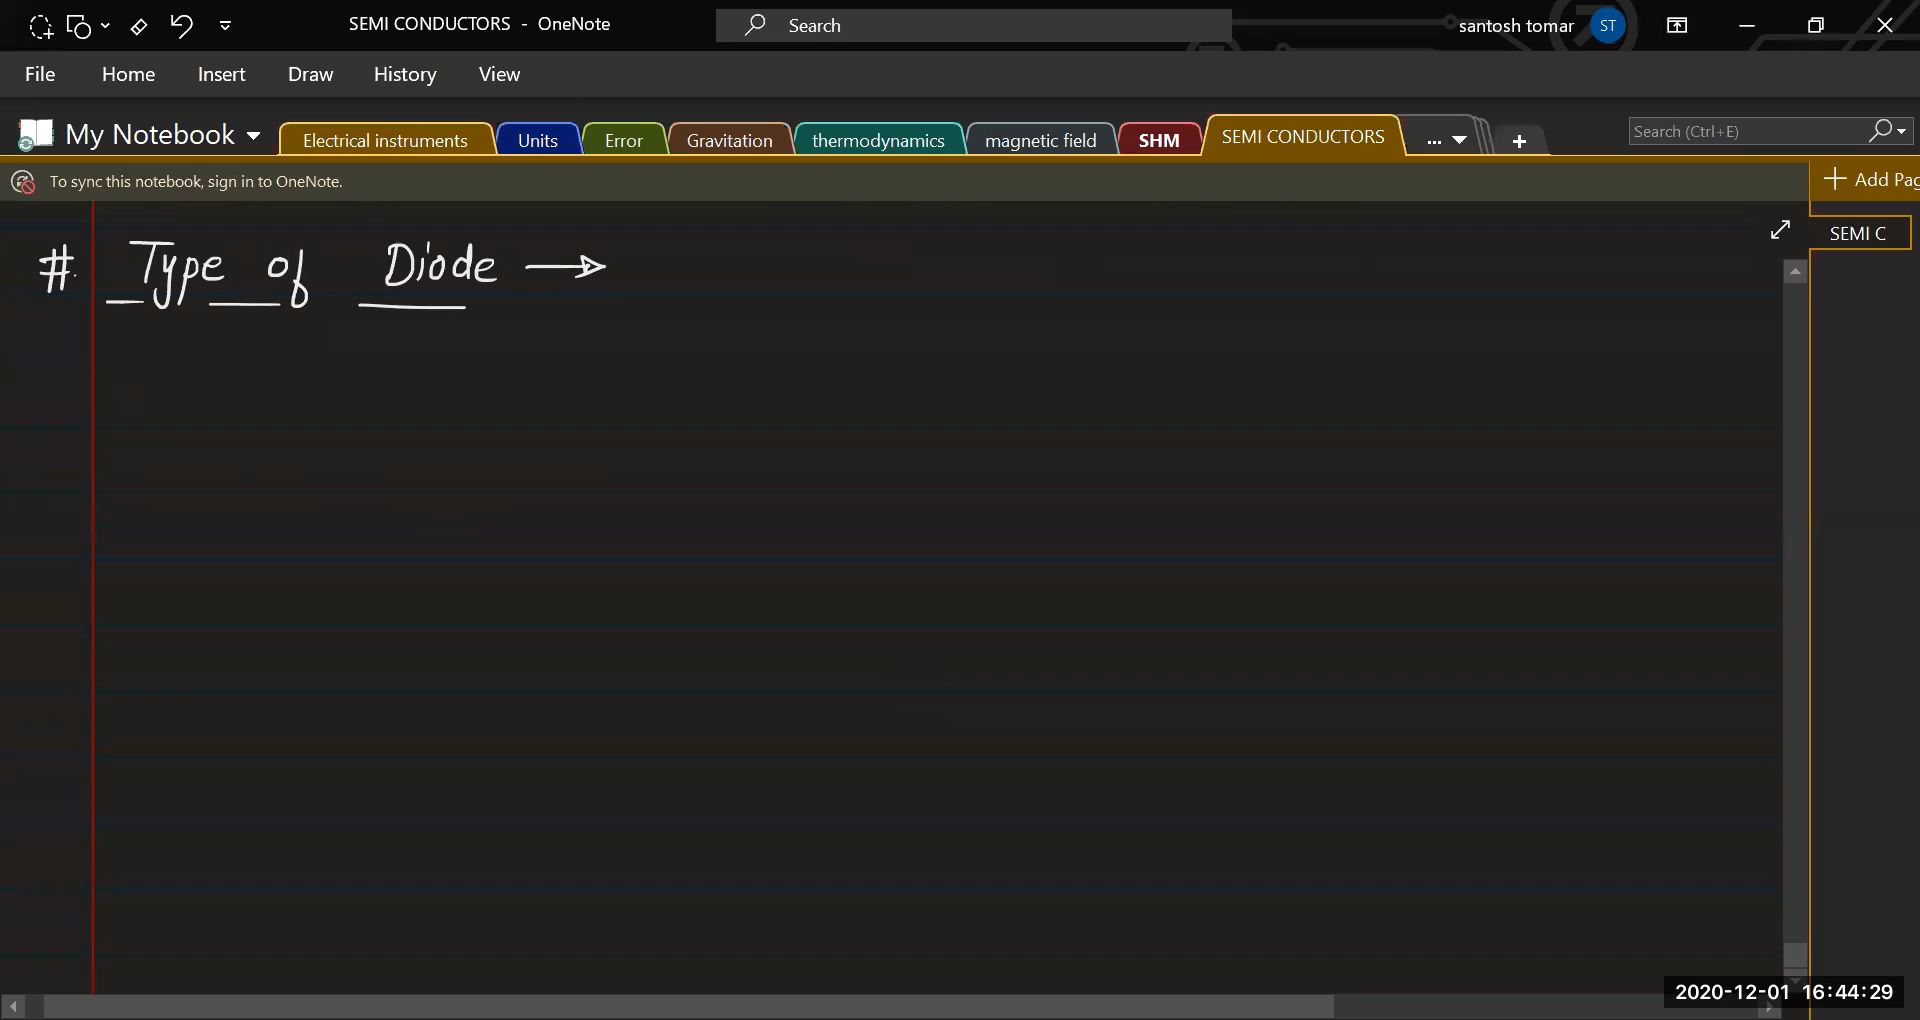 SEMI CONDUCTORS - OneNote
Search
santosh tomar
ST
File Home Insert Draw History View
My Notebook
Electrical instruments
Units
Error
Gravitation
thermodynamics
magnetic field
SHM
SEMI CONDUCTORS
...
+
Search (Ctrl+E)
To sync this notebook, sign in to OneNote.
+ Add Pag
SEMI C
# Type of Diode →
2020-12-01 16:44:29